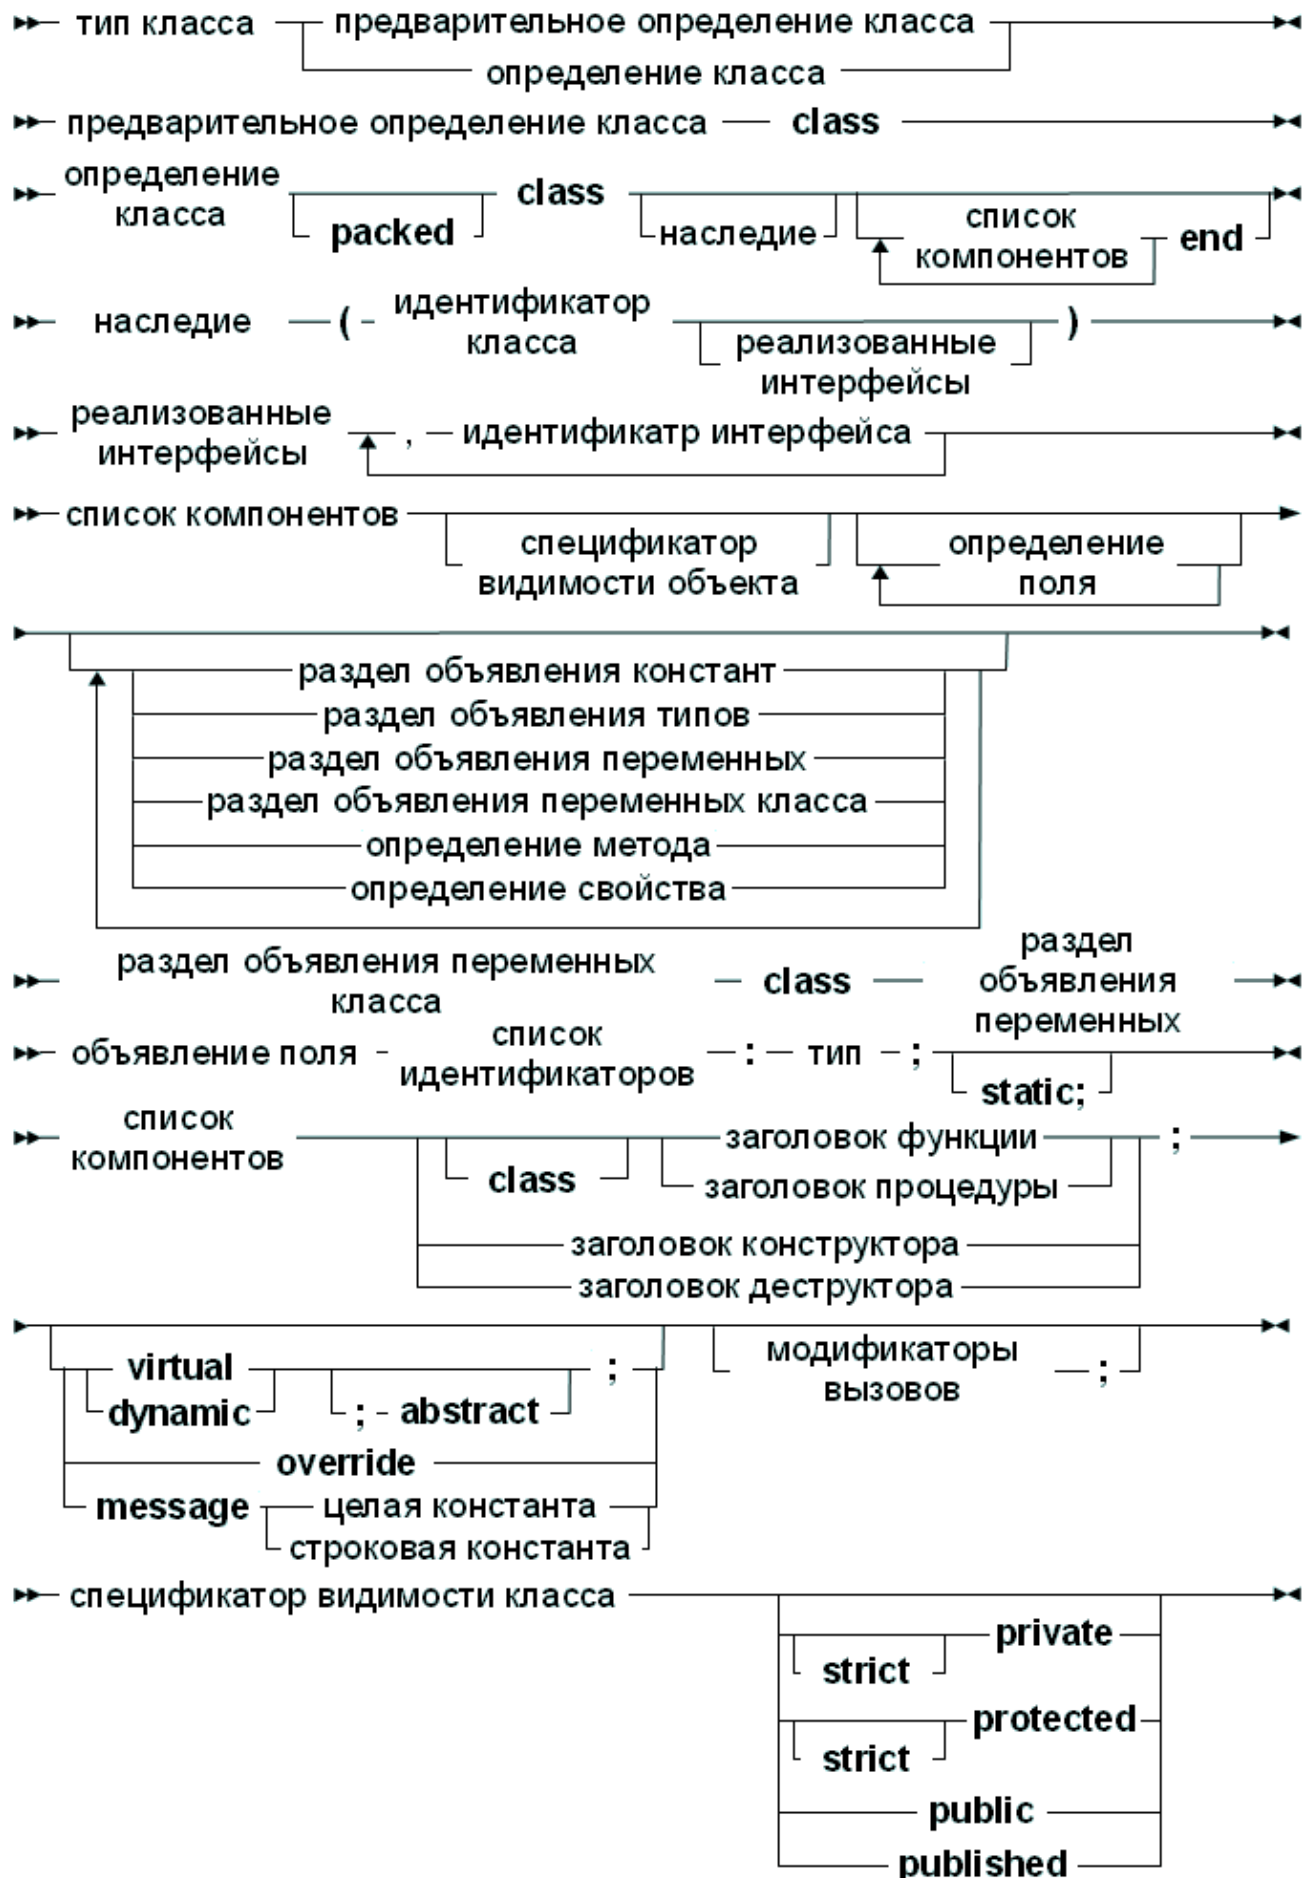 тип класса предварительное определение класса
определение класса
предварительное определение класса class
определение
класса
packed
class
наследие
список
компонентов
end
наследие ( идентификатор
класса
реализованные
интерфейсы
)
реализованные
интерфейсы
, идентификатр интерфейса
список компонентов
спецификатор
видимости объекта
определение
поля
раздел объявления констант
раздел объявления типов
раздел объявления переменных
раздел объявления переменных класса
определение метода
определение свойства
раздел объявления переменных
класса
class
раздел
объявления
переменных
объявление поля
список
идентификаторов
: тип ;
static;
список
компонентов
class
заголовок функции
заголовок процедуры
;
заголовок конструктора
заголовок деструктора
virtual
dynamic
; abstract
;
override
message целая константа
строковая константа
модификаторы
вызовов
;
спецификатор видимости класса
private
strict
protected
strict
public
published